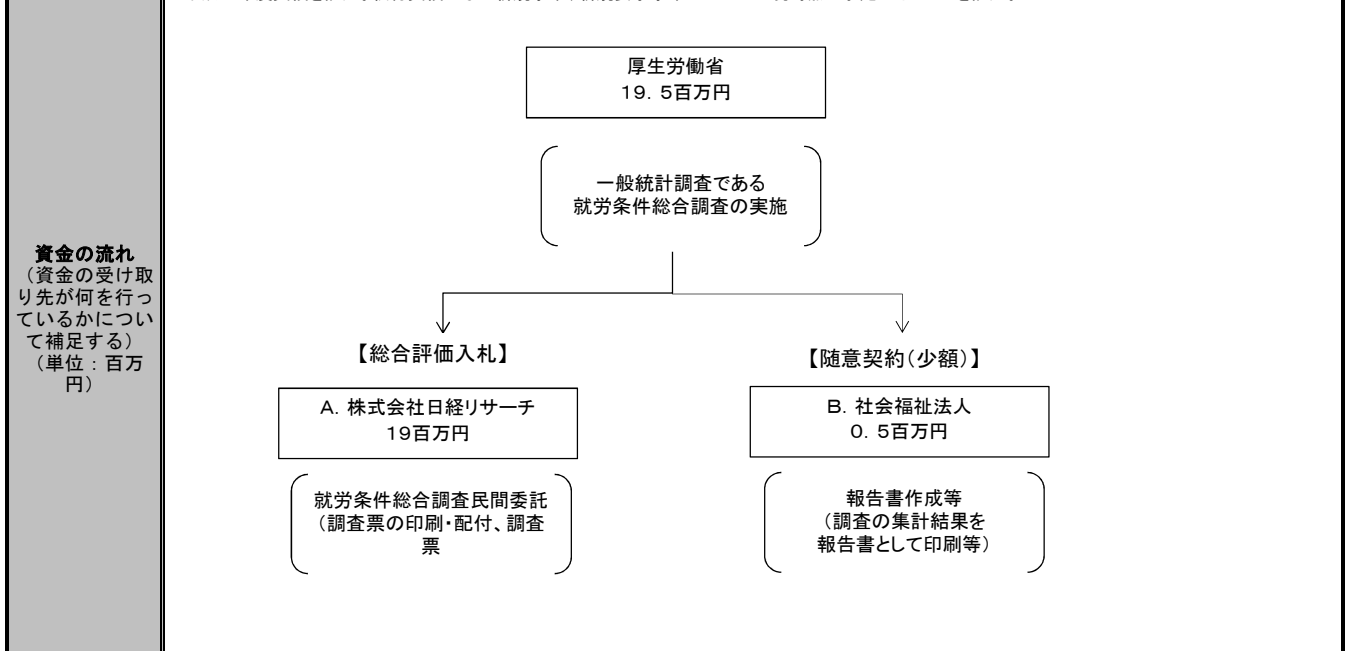 厚生労働省
19．5百万円
一般統計調査である
就労条件総合調査の実施
資金の流れ
（資金の受け取
り先が何を行っ
ているかについ
て補足する）
（単位：百万
円）
【総合評価入札】
【随意契約（少額）】
A．株式会社日経リサーチ
19百万円
B．社会福祉法人
0．5百万円
就労条件総合調査民間委託
（調査票の印刷・配付、調査
票
報告書作成等
（調査の集計結果を
報告書として印刷等）